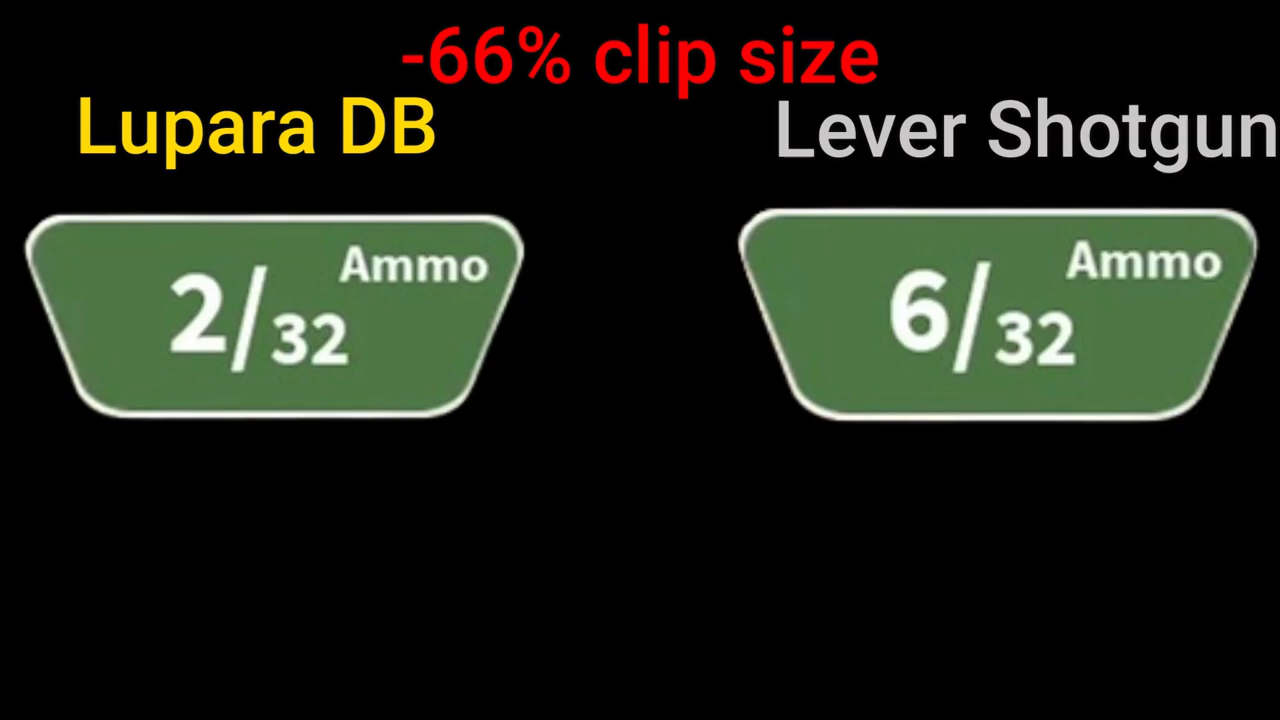 -66% clip size
Lupara DB
Lever Shotgun
Ammo
2/32
Ammo
6/32